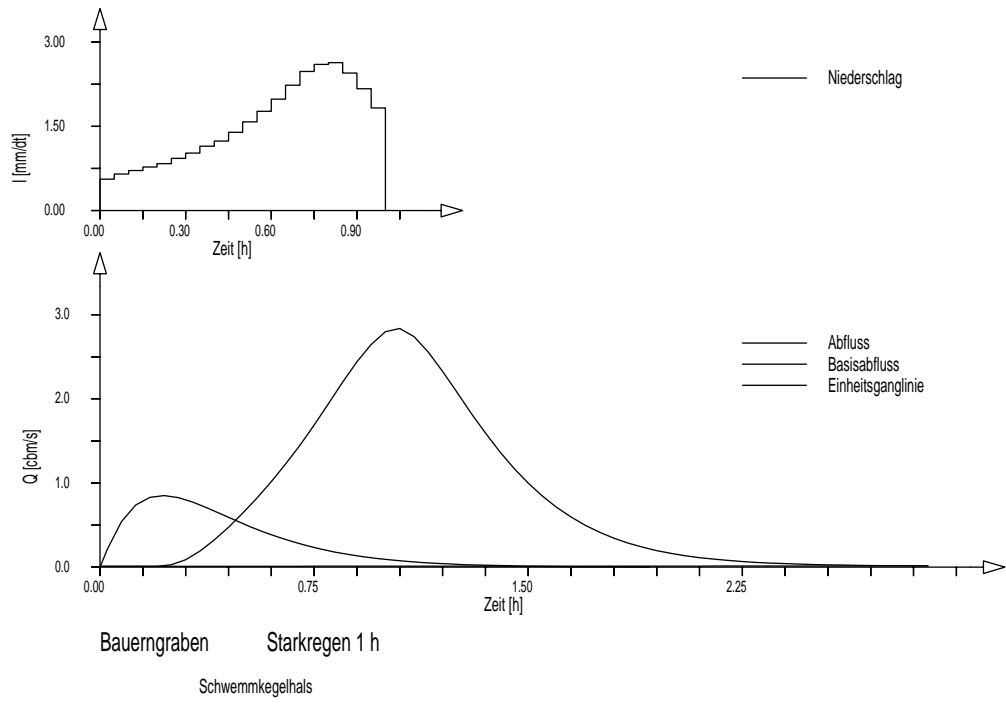 3.00
Niederschlag
1.50
I [mm/dt]
0.00
0.00 0.30 0.60 0.90
Zeit [h]
3.0
Abfluss
Basisabfluss
Einheitsganglinie
2.0
Q [cbm/s]
1.0
0.0
0.00 0.75 1.50 2.25
Zeit [h]
Bauerngraben Starkregen 1 h
Schwemmkegelhals